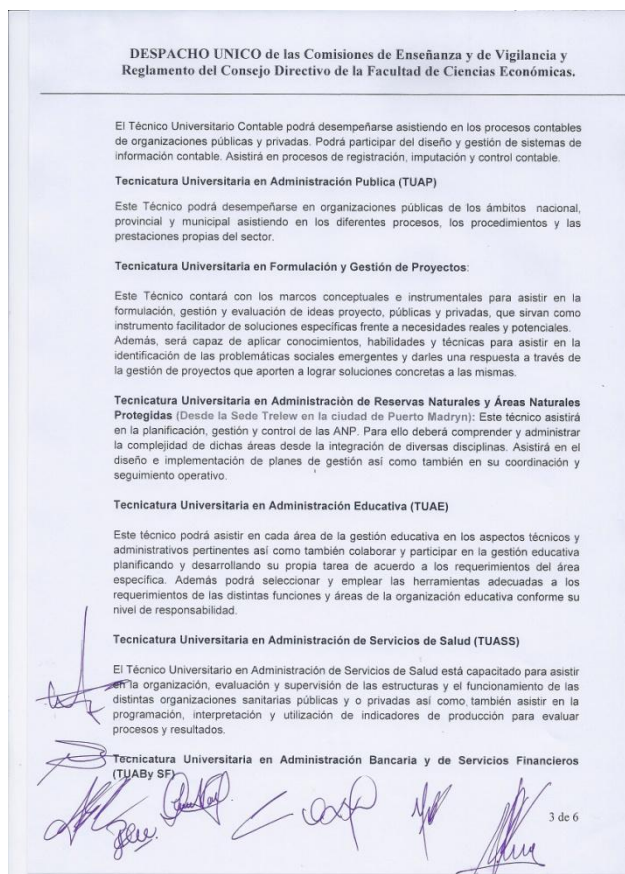 DESPACHO UNICO de las Comisiones de Enseñanza y de Vigilancia y
Reglamento del Consejo Directivo de la Facultad de Ciencias Económicas.
El Técnico Universitario Contable podrá desempeñarse asistiendo en los procesos contables
de organizaciones públicas y privadas. Podrá participar del diseño y gestión de sistemas de
información contable. Asistirá en procesos de registración, imputación y control contable.
Tecnicatura Universitaria en Administración Publica (TUAP)
Este Técnico podrá desempeñarse en organizaciones públicas de los ámbitos nacional,
provincial y municipal asistiendo en los diferentes procesos, los procedimientos y las
prestaciones propias del sector.
Tecnicatura Universitaria en Formulación y Gestión de Proyectos:
Este Técnico contará con los marcos conceptuales e instrumentales para asistir en la
formulación, gestión y evaluación de ideas proyecto, públicas y privadas, que sirvan como
instrumento facilitador de soluciones específicas frente a necesidades reales y potenciales.
Además, será capaz de aplicar conocimientos, habilidades y técnicas para asistir en la
identificación de las problemáticas sociales emergentes y darles una respuesta a través de
la gestión de proyectos que aporten a lograr soluciones concretas a las mismas.
Tecnicatura Universitaria en Administración de Reservas Naturales y Áreas Naturales
Protegidas (Desde la Sede Trelew en la ciudad de Puerto Madryn): Este técnico asistirá
en la planificación, gestión y control de las ANP. Para ello deberá comprender y administrar
la complejidad de dichas áreas desde la integración de diversas disciplinas. Asistirá en el
diseño e implementación de planes de gestión así como también en su coordinación y
seguimiento operativo.
Tecnicatura Universitaria en Administración Educativa (TUAE)
Este técnico podrá asistir en cada área de la gestión educativa en los aspectos técnicos y
administrativos pertinentes así como también colaborar y participar en la gestión educativa
planificando y desarrollando su propia tarea de acuerdo a los requerimientos del área
específica. Además podrá seleccionar y emplear las herramientas adecuadas a los
requerimientos de las distintas funciones y áreas de la organización educativa conforme su
nivel de responsabilidad.
Tecnicatura Universitaria en Administración de Servicios de Salud (TUASS)
El Técnico Universitario en Administración de Servicios de Salud está capacitado para asistir
en la organización, evaluación y supervisión de las estructuras y el funcionamiento de las
distintas organizaciones sanitarias públicas y o privadas así como también asistir en la
programación, interpretación y utilización de indicadores de producción para evaluar
procesos y resultados.
Tecnicatura Universitaria en Administración Bancaria y de Servicios Financieros
(TUABy SF)
3 de 6